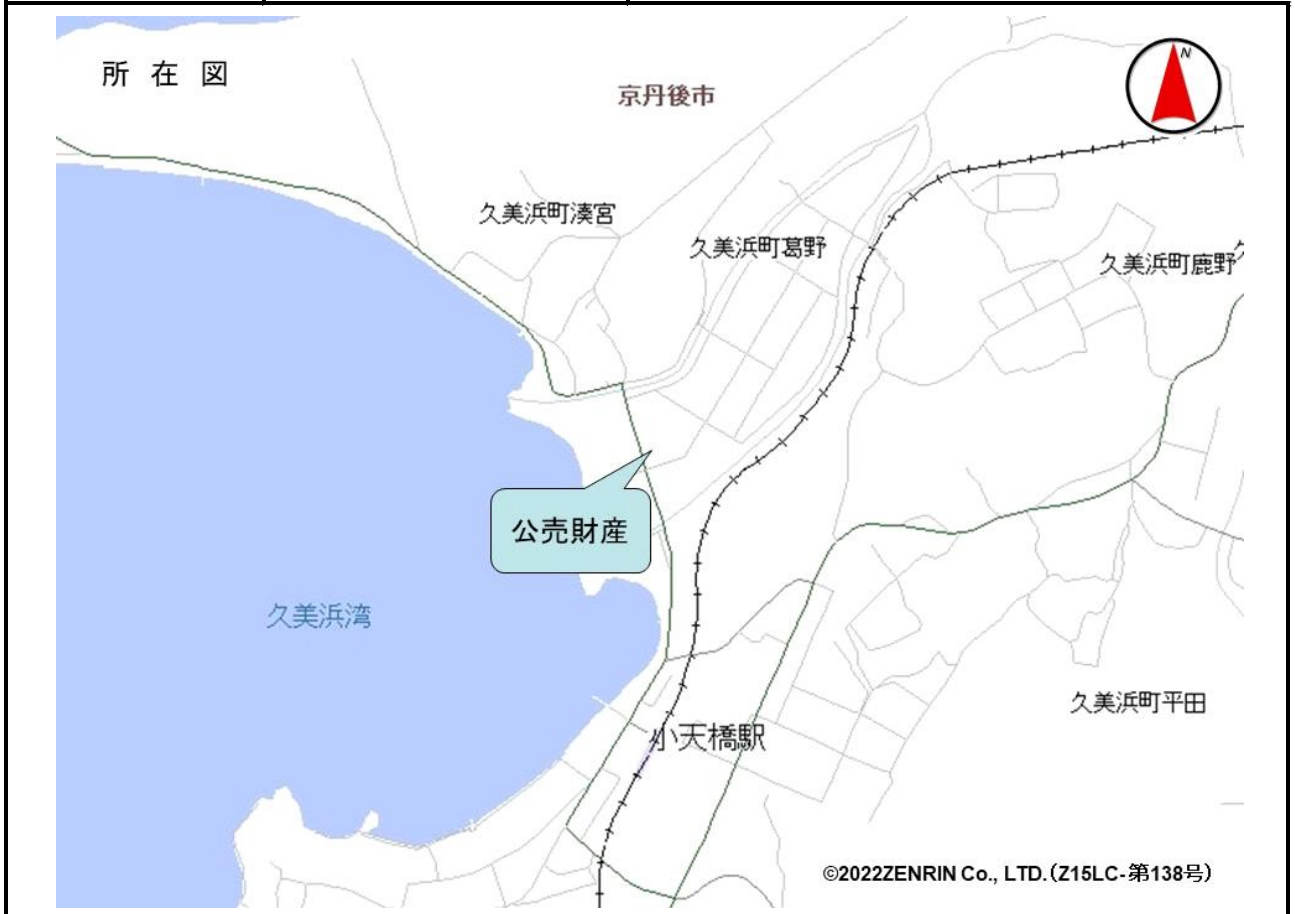 所在図
N
京丹後市
久美浜町湊宮
久美浜町葛野
久美浜町鹿野
公売財産
久美浜湾
久美浜町平田
小天橋駅
©2022ZENRIN Co., LTD.(Z15LC-第138号)